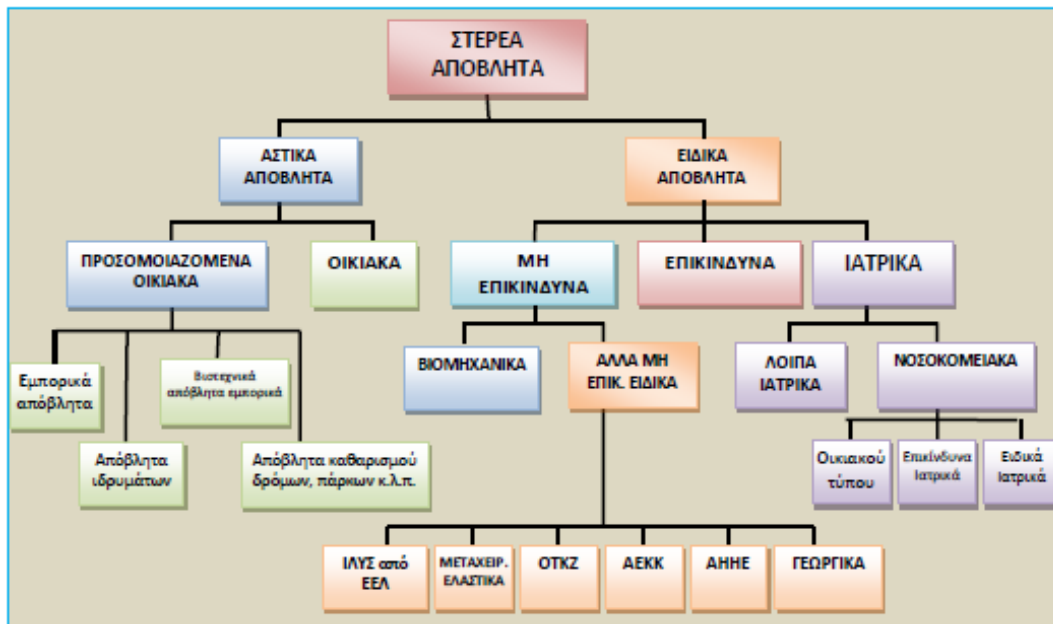 ΣΤΕΡΕΑ
ΑΠΟΒΛΗΤΑ
ΑΣΤΙΚΑ
ΑΠΟΒΛΗΤΑ
ΕΙΔΙΚΑ
ΑΠΟΒΛΗΤΑ
ΠΡΟΣΟΜΟΙΑΖΟΜΕΝΑ
ΟΙΚΙΑΚΑ
ΟΙΚΙΑΚΑ
ΜΗ
ΕΠΙΚΙΝΔΥΝΑ
ΕΠΙΚΙΝΔΥΝΑ
ΙΑΤΡΙΚΑ
Εμπορικά
απόβλητα
Βιοτεχνικά
απόβλητα εμπορικά
ΒΙΟΜΗΧΑΝΙΚΑ
ΑΛΛΑ ΜΗ
ΕΠΙΚ. ΕΙΔΙΚΑ
ΛΟΙΠΑ
ΙΑΤΡΙΚΑ
ΝΟΣΟΚΟΜΕΙΑΚΑ
Απόβλητα
ιδρυμάτων
Απόβλητα καθαρισμού
δρόμων, πάρκων κ.λ.π.
Οικιακού
τύπου
Επικίνδυνα
Ιατρικά
Ειδικά
Ιατρικά
ΙΛΥΣ από
ΕΕΛ
ΜΕΤΑΧΕΙΡ.
ΕΛΑΣΤΙΚΑ
ΟΤΚΖ
ΑΕΚΚ
ΑΗΗΕ
ΓΕΩΡΓΙΚΑ